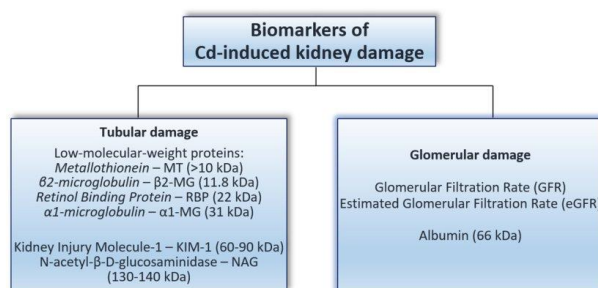 Biomarkers of
Cd-induced kidney damage
Tubular damage
Low-molecular-weight proteins:
Metallothionein – MT (>10 kDa)
β2-microglobulin – β2-MG (11.8 kDa)
Retinol Binding Protein – RBP (22 kDa)
α1-microglobulin – α1-MG (31 kDa)
Kidney Injury Molecule-1 – KIM-1 (60-90 kDa)
N-acetyl-β-D-glucosaminidase – NAG
(130-140 kDa)
Glomerular damage
Glomerular Filtration Rate (GFR)
Estimated Glomerular Filtration Rate (eGFR)
Albumin (66 kDa)